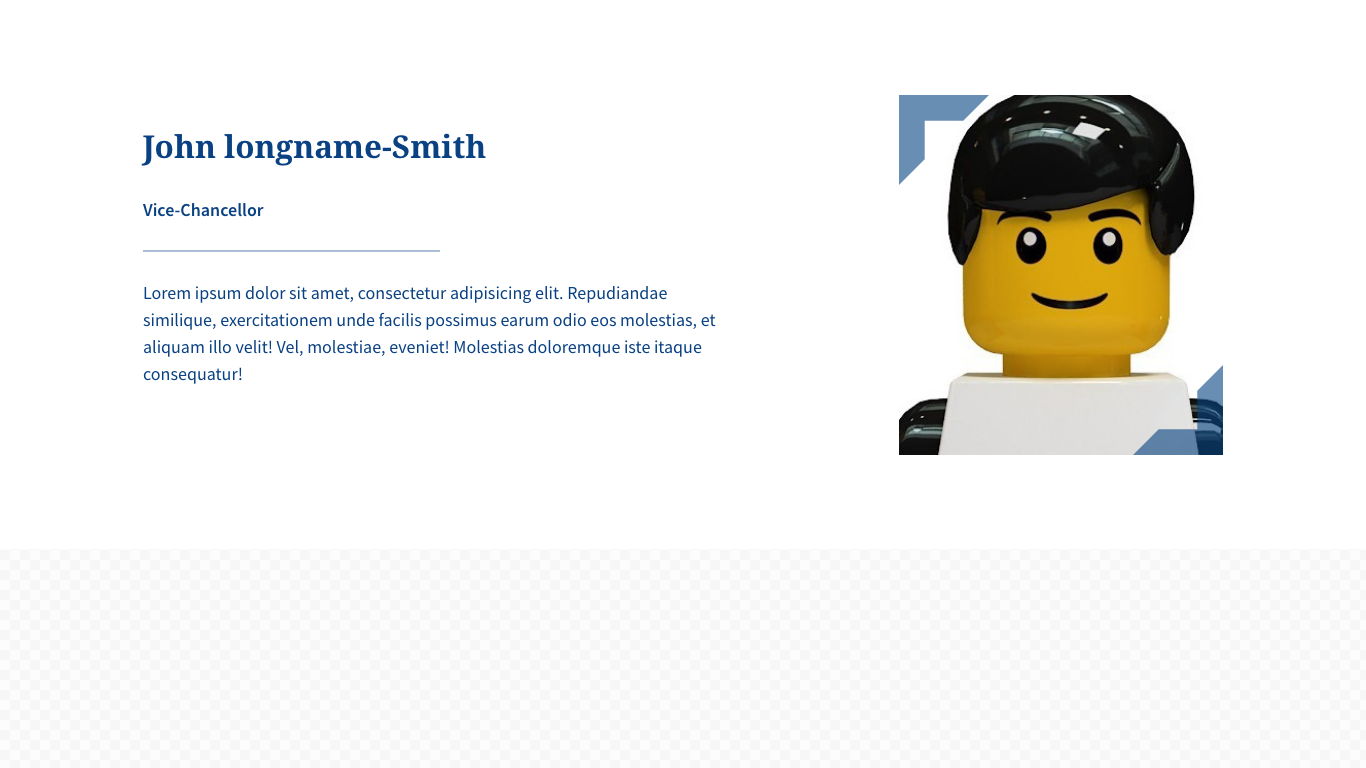 John longname-Smith
Vice-Chancellor
Lorem ipsum dolor sit amet, consectetur adipisicing elit. Repudiandae
similique, exercitationem unde facilis possimus earum odio eos molestias, et
aliquam illo velit! Vel, molestiae, eveniet! Molestias doloremque iste itaque
consequatur!